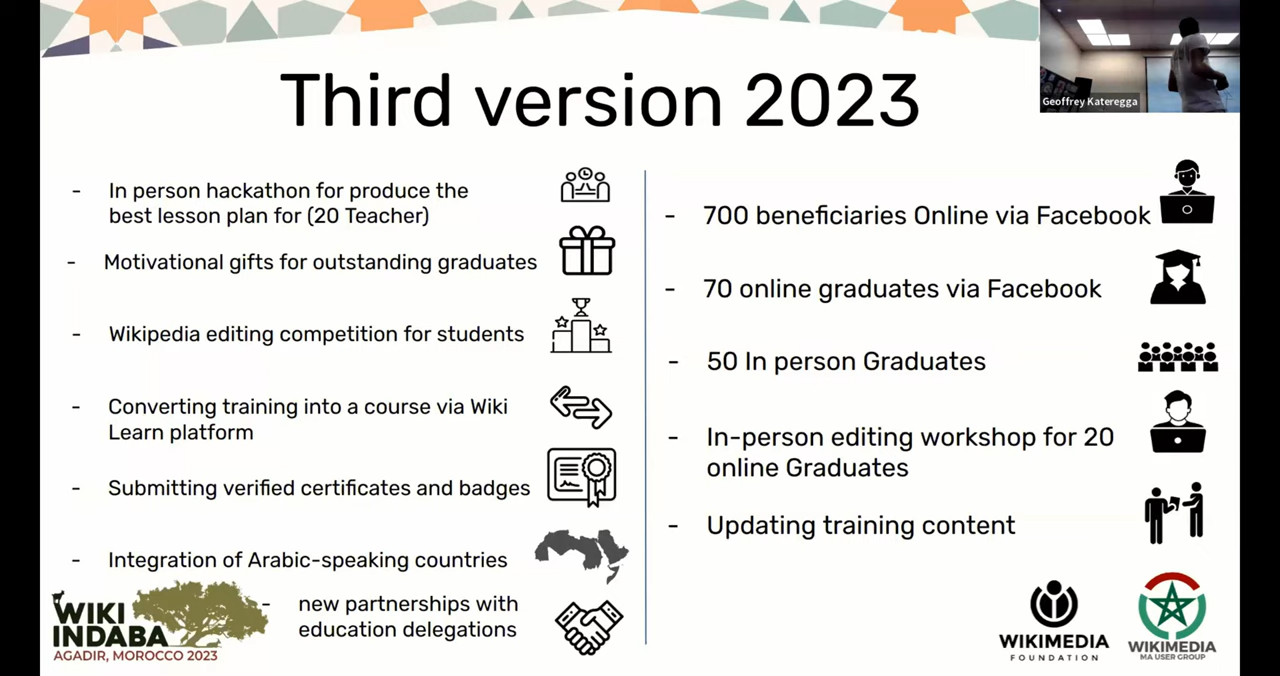 Third version 2023
Geoffrey Kateregga
- In person hackathon for produce the
best lesson plan for (20 Teacher)
- Motivational gifts for outstanding graduates
- Wikipedia editing competition for students
- Converting training into a course via Wiki
Learn platform
- Submitting verified certificates and badges
- Integration of Arabic-speaking countries
- new partnerships with
education delegations
- 700 beneficiaries Online via Facebook
- 70 online graduates via Facebook
- 50 In person Graduates
- In-person editing workshop for 20
online Graduates
- Updating training content
WIKI
INDABA
AGADIR, MOROCCO 2023
WIKIMEDIA
FOUNDATION
WIKIMEDIA
MA USER GROUP